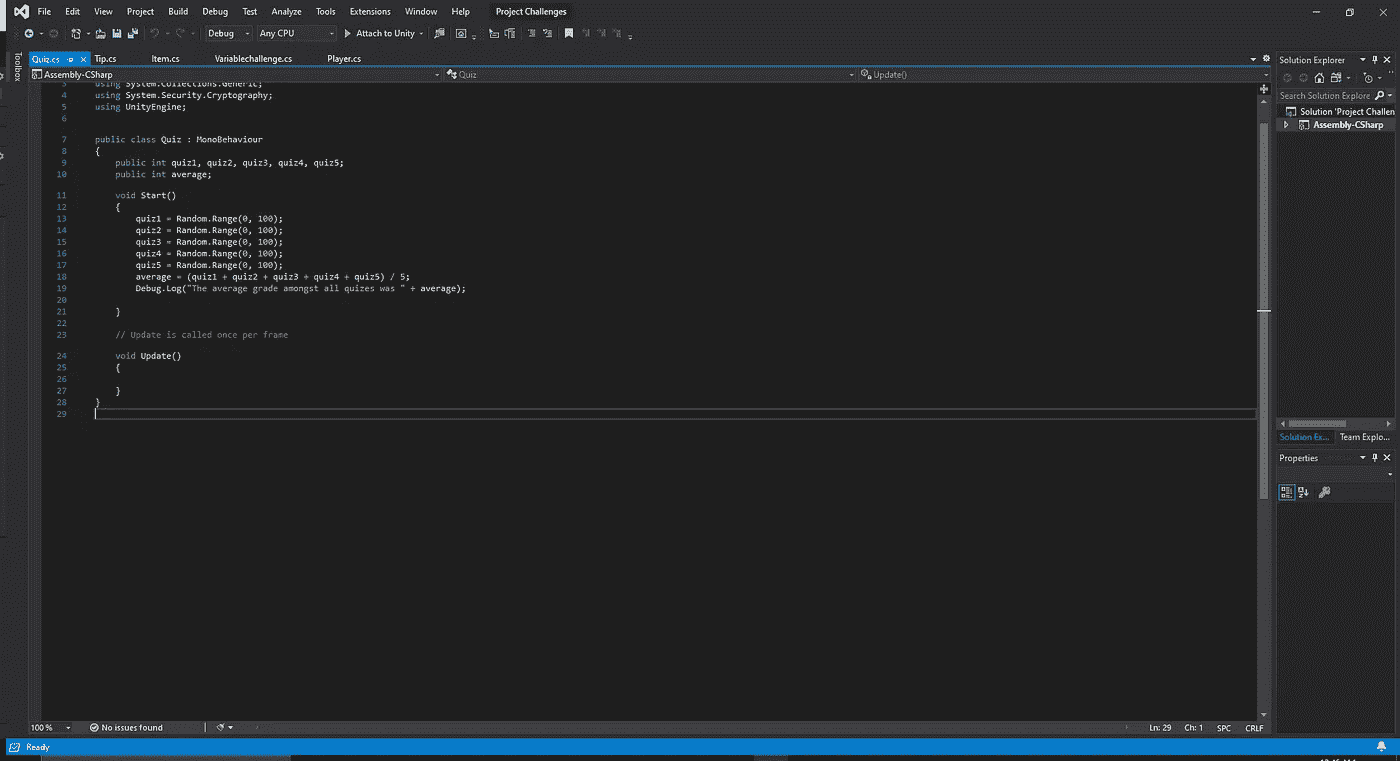 File Edit View Project Build Debug Test Analyze Tools Extensions Window Help Project Challenges
Debug Any CPU Attach to Unity
Toolbox
Quiz.cs Tip.cs Item.cs Variablechallenge.cs Player.cs
Assembly-CSharp Quiz Update()
3 using System.Collections.Generic;
4 using System.Security.Cryptography;
5 using UnityEngine;
6
7 public class Quiz : MonoBehaviour
8 {
9 public int quiz1, quiz2, quiz3, quiz4, quiz5;
10 public int average;
11 void Start()
12 {
13 quiz1 = Random.Range(0, 100);
14 quiz2 = Random.Range(0, 100);
15 quiz3 = Random.Range(0, 100);
16 quiz4 = Random.Range(0, 100);
17 quiz5 = Random.Range(0, 100);
18 average = (quiz1 + quiz2 + quiz3 + quiz4 + quiz5) / 5;
19 Debug.Log("The average grade amongst all quizes was " + average);
20
21 }
22
23 // Update is called once per frame
24 void Update()
25 {
26
27 }
28 }
29
100 % No issues found Ln: 29 Ch: 1 SPC CRLF
Ready
Solution Explorer
Search Solution Explore
Solution 'Project Challen
Assembly-CSharp
Solution Ex... Team Explo...
Properties